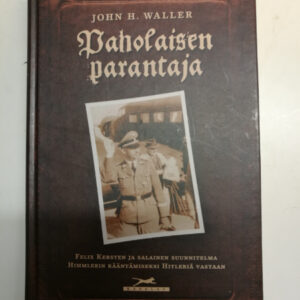 JOHN H. WALLER
Paholaisen
parantaja
FELIX KERSTEN JA SALAINEN SUUNNITELMA
HIMMLERIN KÄÄNTÄMISEKSI HITLERIÄ VASTAAN